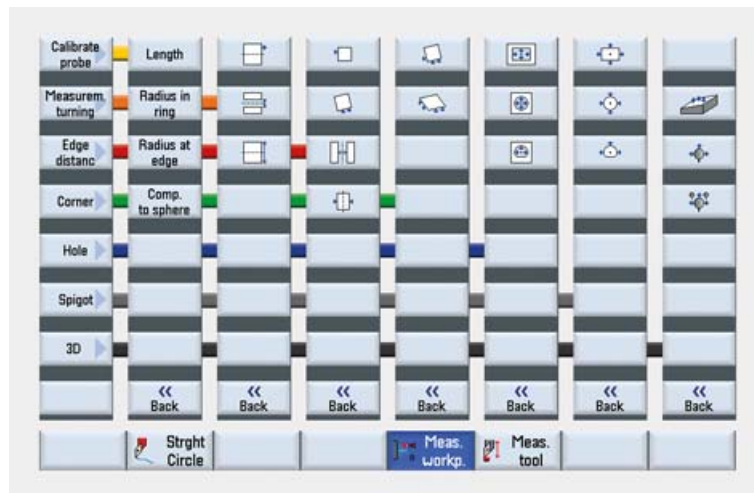 Calibrate
probe
Length
Measurem.
turning
Radius in
ring
Edge
distanc
Radius at
edge
Corner
Comp.
to sphere
Hole
Spigot
3D
<<
Back
<<
Back
<<
Back
<<
Back
<<
Back
<<
Back
<<
Back
Strght
Circle
Meas.
workp.
Meas.
tool